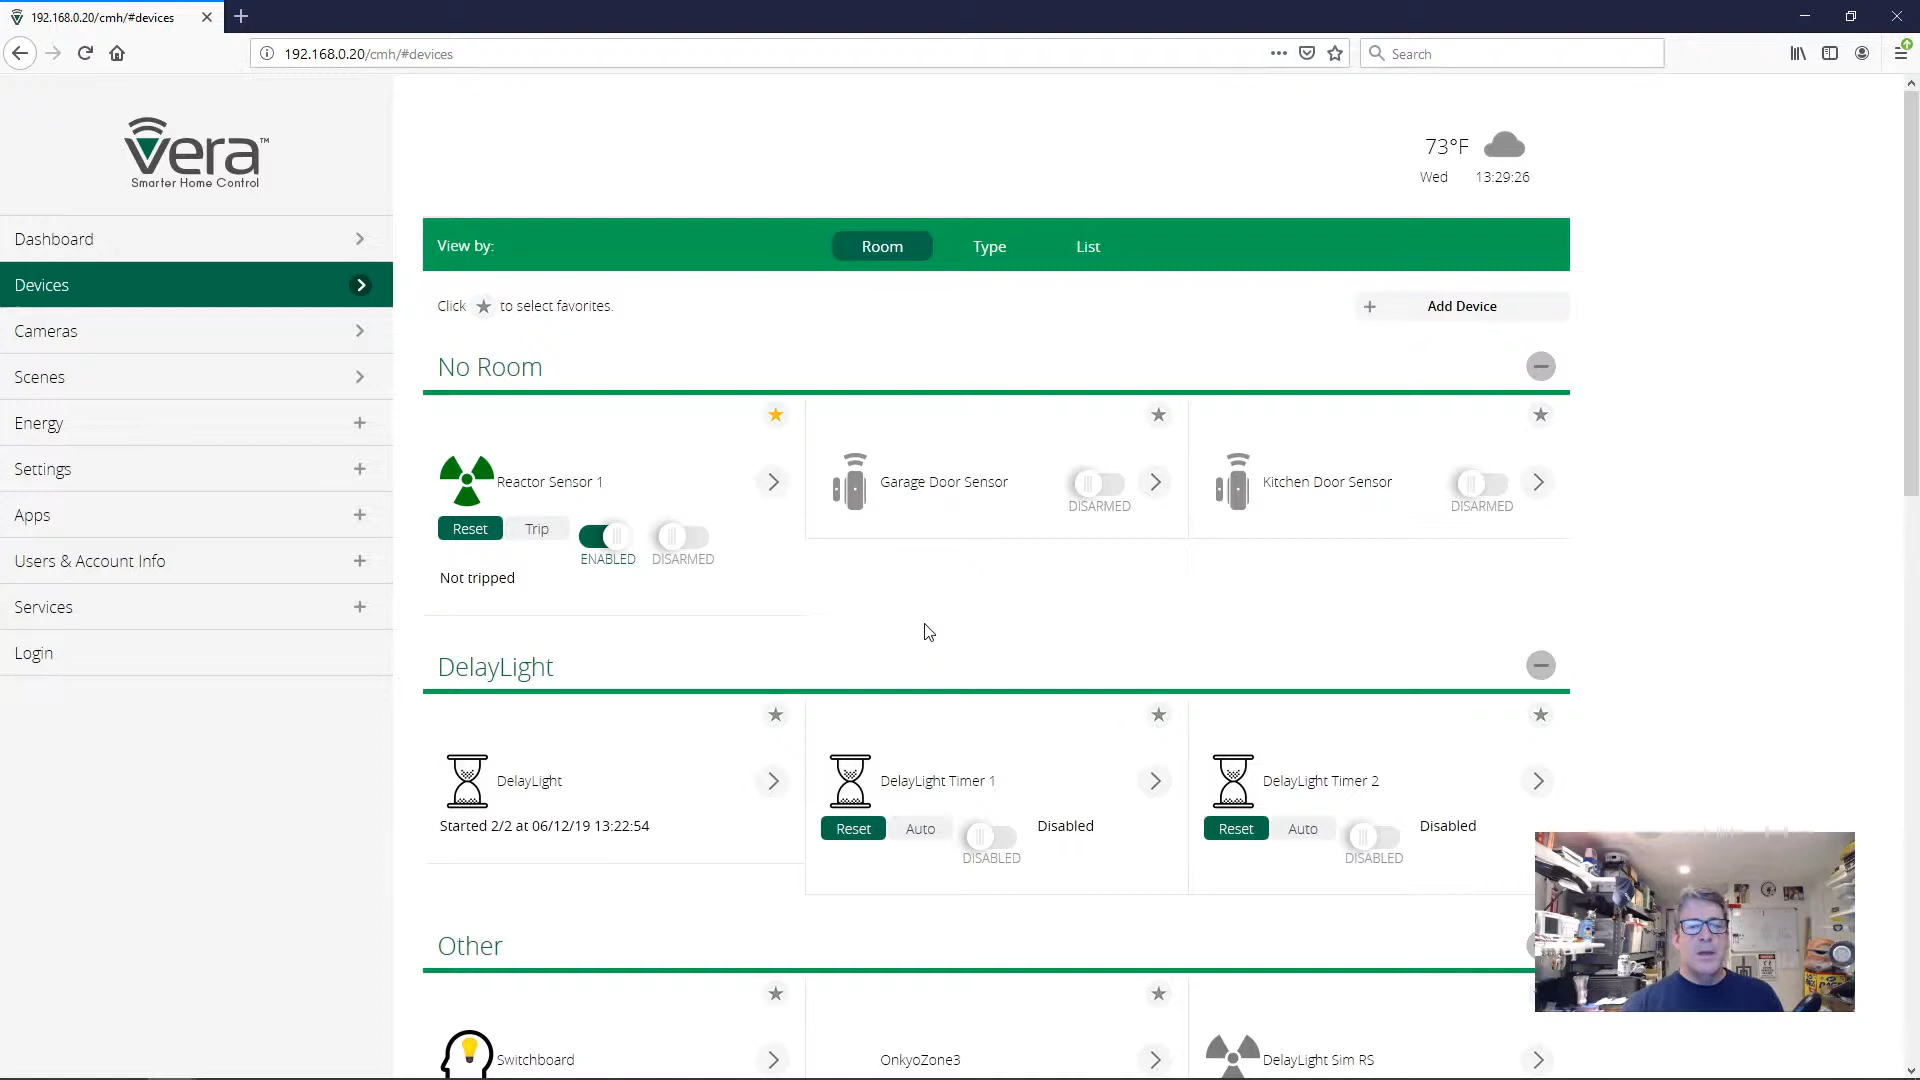 192.168.0.20/cmh/#devices
192.168.0.20/cmh/#devices
Search
vera™
Smarter Home Control
73°F
Wed 13:29:26
Dashboard
Devices
Cameras
Scenes
Energy
Settings
Apps
Users & Account Info
Services
Login
View by: Room Type List
Click ★ to select favorites.
+ Add Device
No Room
Reactor Sensor 1
Reset Trip
ENABLED DISARMED
Not tripped
Garage Door Sensor
DISARMED
Kitchen Door Sensor
DISARMED
DelayLight
DelayLight
Started 2/2 at 06/12/19 13:22:54
DelayLight Timer 1
Reset Auto Disabled
DISABLED
DelayLight Timer 2
Reset Auto Disabled
DISABLED
Other
Switchboard
OnkyoZone3
DelayLight Sim RS